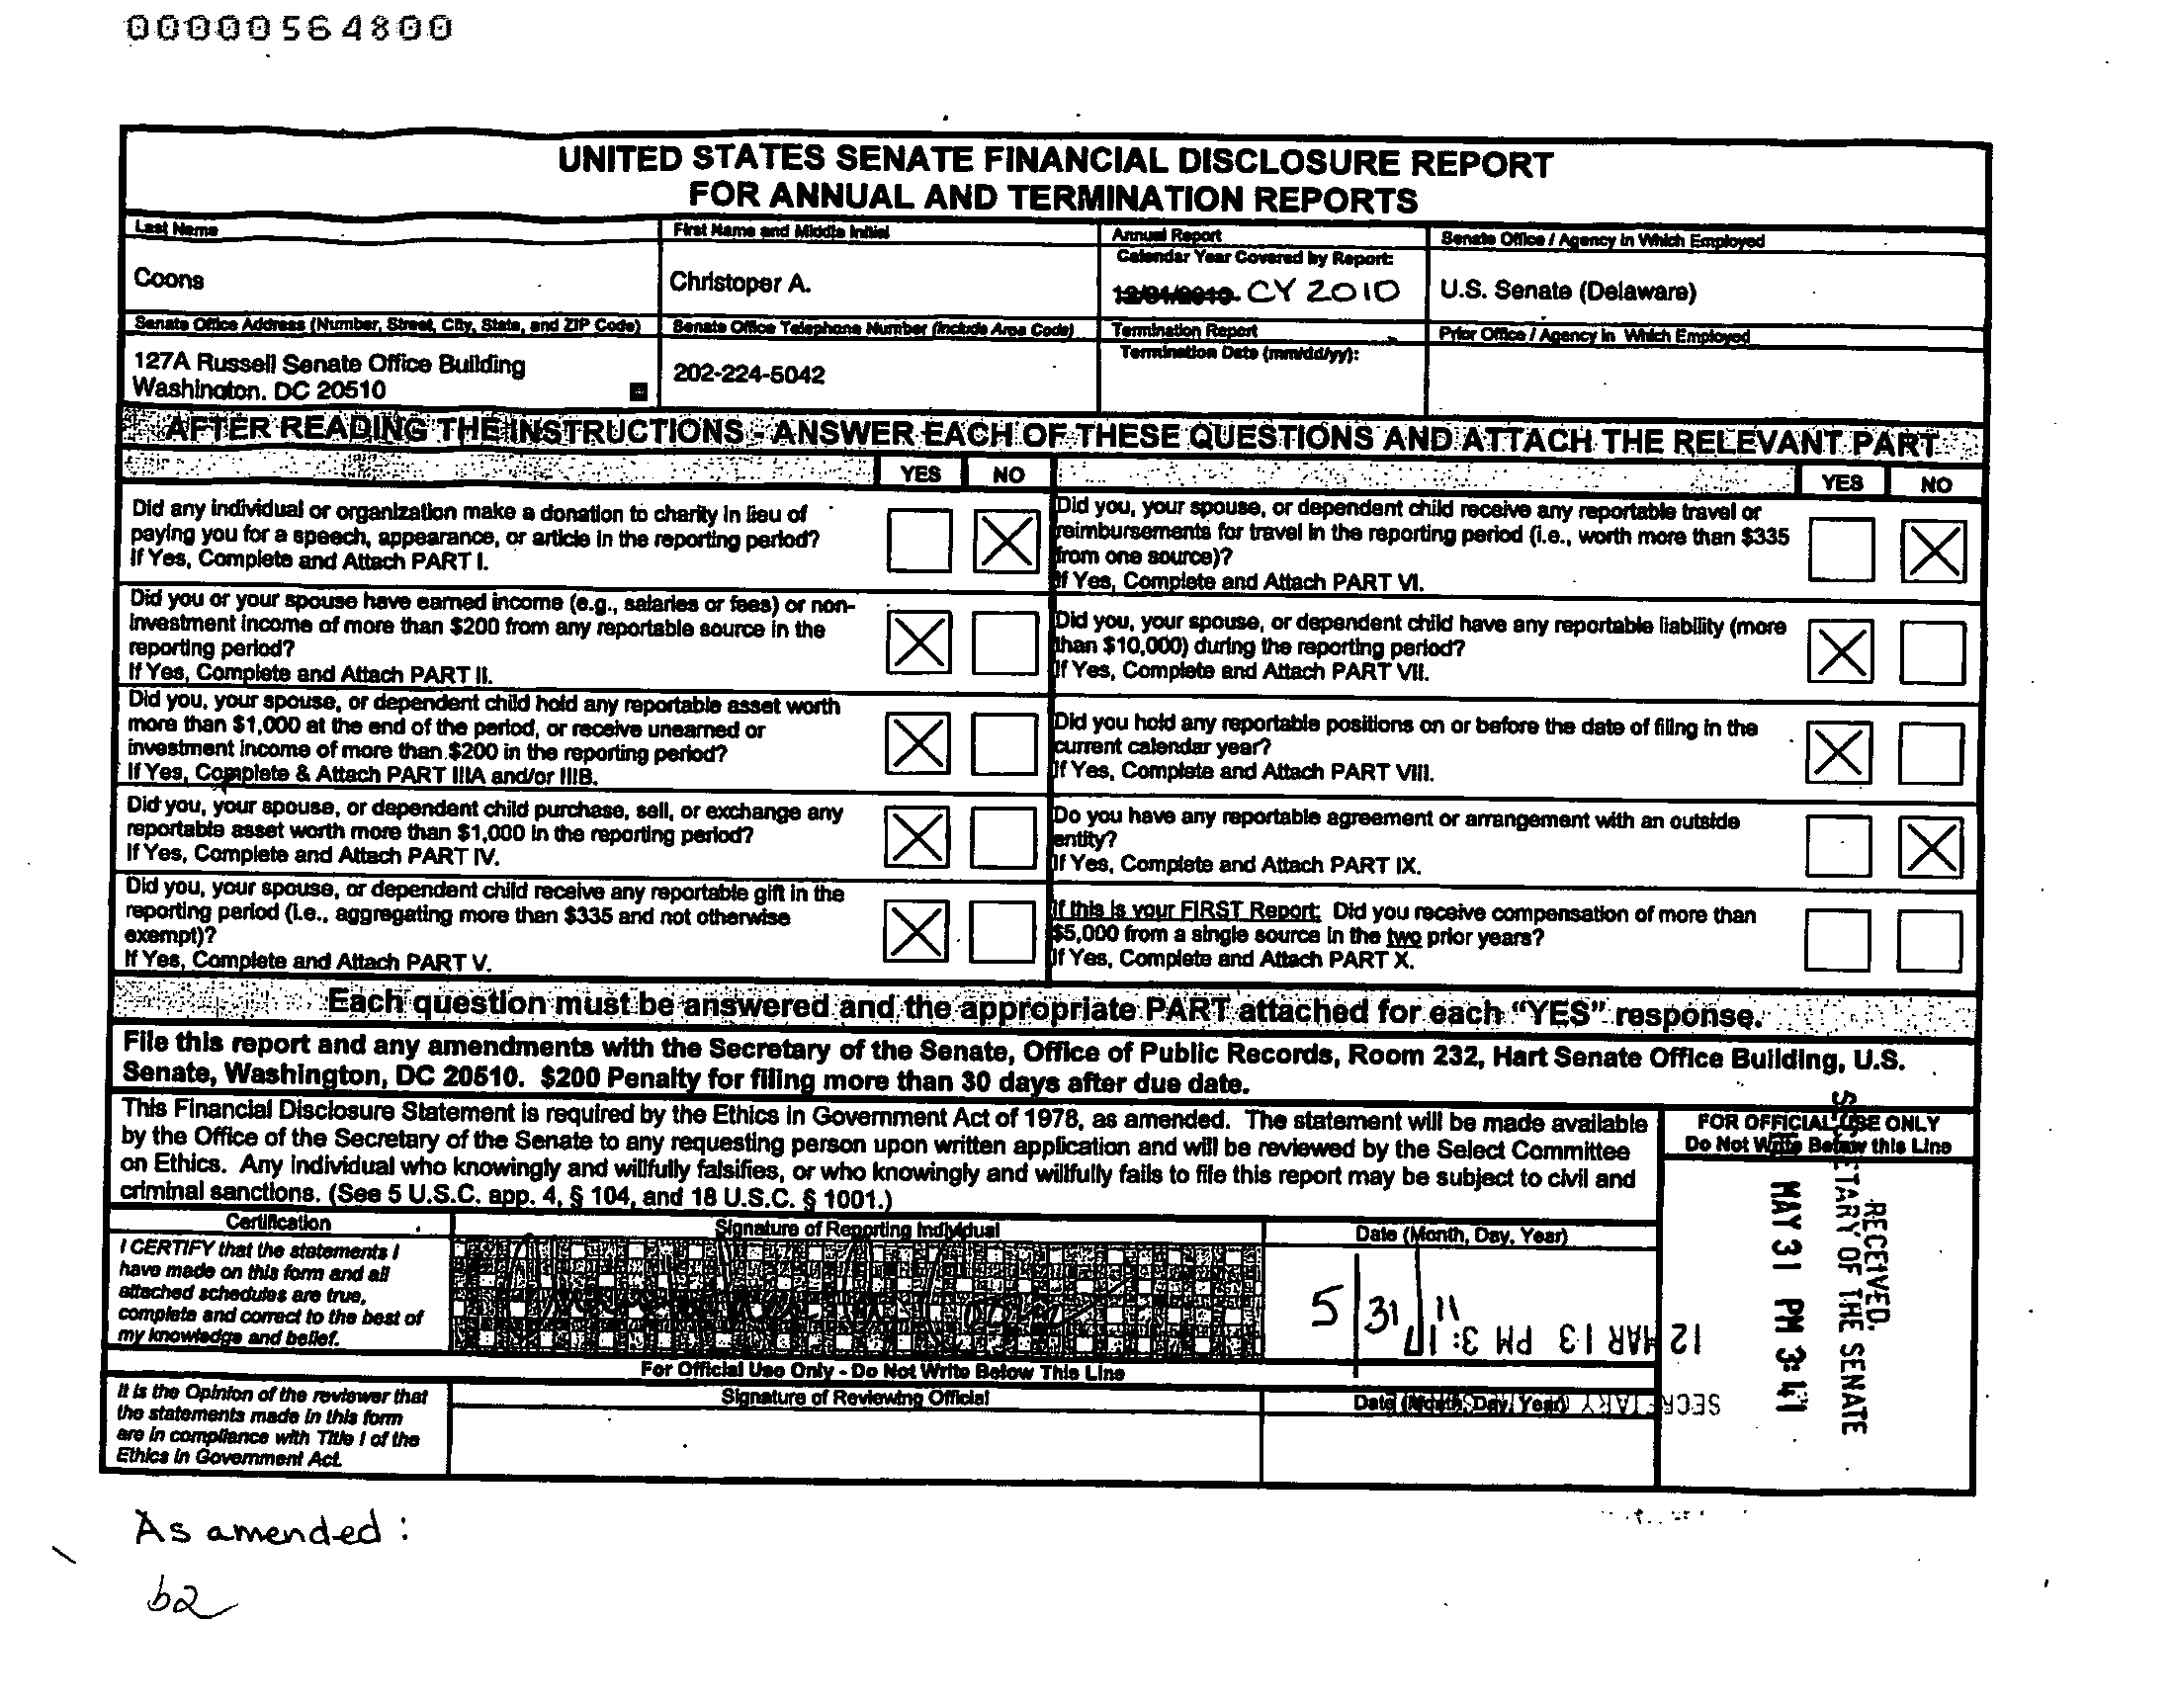 00000564800
UNITED STATES SENATE FINANCIAL DISCLOSURE REPORT
FOR ANNUAL AND TERMINATION REPORTS
Last Name
Coons
First Name and Middle Initial
Christoper A.
Annual Report
Calendar Year Covered by Report:
12/31/2010 CY 2010
Senate Office / Agency in Which Employed
U.S. Senate (Delaware)
Senate Office Address (Number, Street, City, State, and ZIP Code)
127A Russell Senate Office Building
Washington, DC 20510
Senate Office Telephone Number (Include Area Code)
202-224-5042
Termination Report
Termination Date (mm/dd/yy):
Prior Office / Agency in Which Employed
AFTER READING THE INSTRUCTIONS - ANSWER EACH OF THESE QUESTIONS AND ATTACH THE RELEVANT PART
YES NO
Did any individual or organization make a donation to charity in lieu of
paying you for a speech, appearance, or article in the reporting period?
If Yes, Complete and Attach PART I.
Did you or your spouse have earned income (e.g., salaries or fees) or non-
investment income of more than $200 from any reportable source in the
reporting period?
If Yes, Complete and Attach PART II.
Did you, your spouse, or dependent child hold any reportable asset worth
more than $1,000 at the end of the period, or receive unearned or
investment income of more than $200 in the reporting period?
If Yes, Complete & Attach PART IIIA and/or IIIB.
Did you, your spouse, or dependent child purchase, sell, or exchange any
reportable asset worth more than $1,000 in the reporting period?
If Yes, Complete and Attach PART IV.
Did you, your spouse, or dependent child receive any reportable gift in the
reporting period (i.e., aggregating more than $335 and not otherwise
exempt)?
If Yes, Complete and Attach PART V.
YES NO
Did you, your spouse, or dependent child receive any reportable travel or
reimbursements for travel in the reporting period (i.e., worth more than $335
from one source)?
If Yes, Complete and Attach PART VI.
Did you, your spouse, or dependent child have any reportable liability (more
than $10,000) during the reporting period?
If Yes, Complete and Attach PART VII.
Did you hold any reportable positions on or before the date of filing in the
current calendar year?
If Yes, Complete and Attach PART VIII.
Do you have any reportable agreement or arrangement with an outside
entity?
If Yes, Complete and Attach PART IX.
If this is your FIRST Report: Did you receive compensation of more than
$5,000 from a single source in the two prior years?
If Yes, Complete and Attach PART X.
Each question must be answered and the appropriate PART attached for each “YES” response.
File this report and any amendments with the Secretary of the Senate, Office of Public Records, Room 232, Hart Senate Office Building, U.S.
Senate, Washington, DC 20510. $200 Penalty for filing more than 30 days after due date.
This Financial Disclosure Statement is required by the Ethics in Government Act of 1978, as amended. The statement will be made available
by the Office of the Secretary of the Senate to any requesting person upon written application and will be reviewed by the Select Committee
on Ethics. Any individual who knowingly and willfully falsifies, or who knowingly and willfully fails to file this report may be subject to civil and
criminal sanctions. (See 5 U.S.C. app. 4, § 104, and 18 U.S.C. § 1001.)
FOR OFFICIAL USE ONLY
Do Not Write Below this Line
RECEIVED
SECRETARY OF THE SENATE
MAY 31 PM 3:41
Certification
I CERTIFY that the statements I
have made on this form and all
attached schedules are true,
complete and correct to the best of
my knowledge and belief.
Signature of Reporting Individual
Date (Month, Day, Year)
5/31/11
12 MAR 13 PM 3:17
For Official Use Only - Do Not Write Below This Line
It is the Opinion of the reviewer that
the statements made in this form
are in compliance with Title I of the
Ethics in Government Act.
Signature of Reviewing Official
Date (Month, Day, Year)
SECRETARY
As amended:
b2